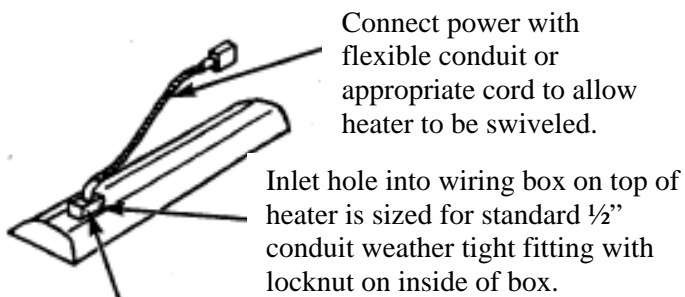 Connect power with
flexible conduit or
appropriate cord to allow
heater to be swiveled.
Inlet hole into wiring box on top of
heater is sized for standard ½”
conduit weather tight fitting with
locknut on inside of box.